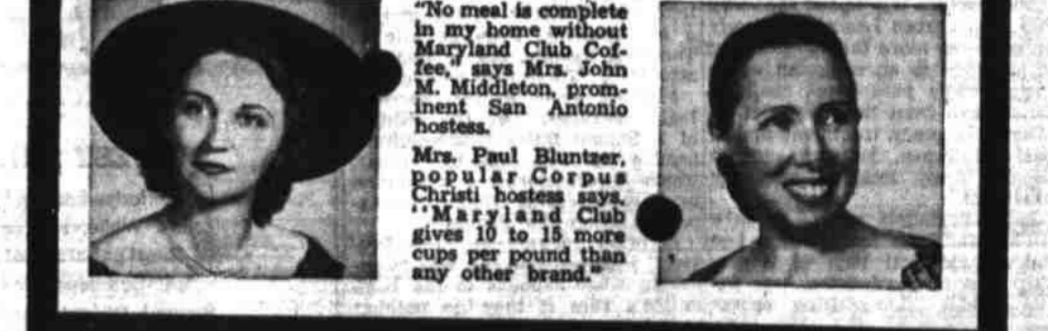 "No meal is complete
in my home without
Maryland Club Cof-
fee," says Mrs. John
M. Middleton, prom-
inent San Antonio
hostess.
Mrs. Paul Bluntzer,
popular Corpus
Christi hostess says,
"Maryland Club
gives 10 to 15 more
cups per pound than
any other brand."